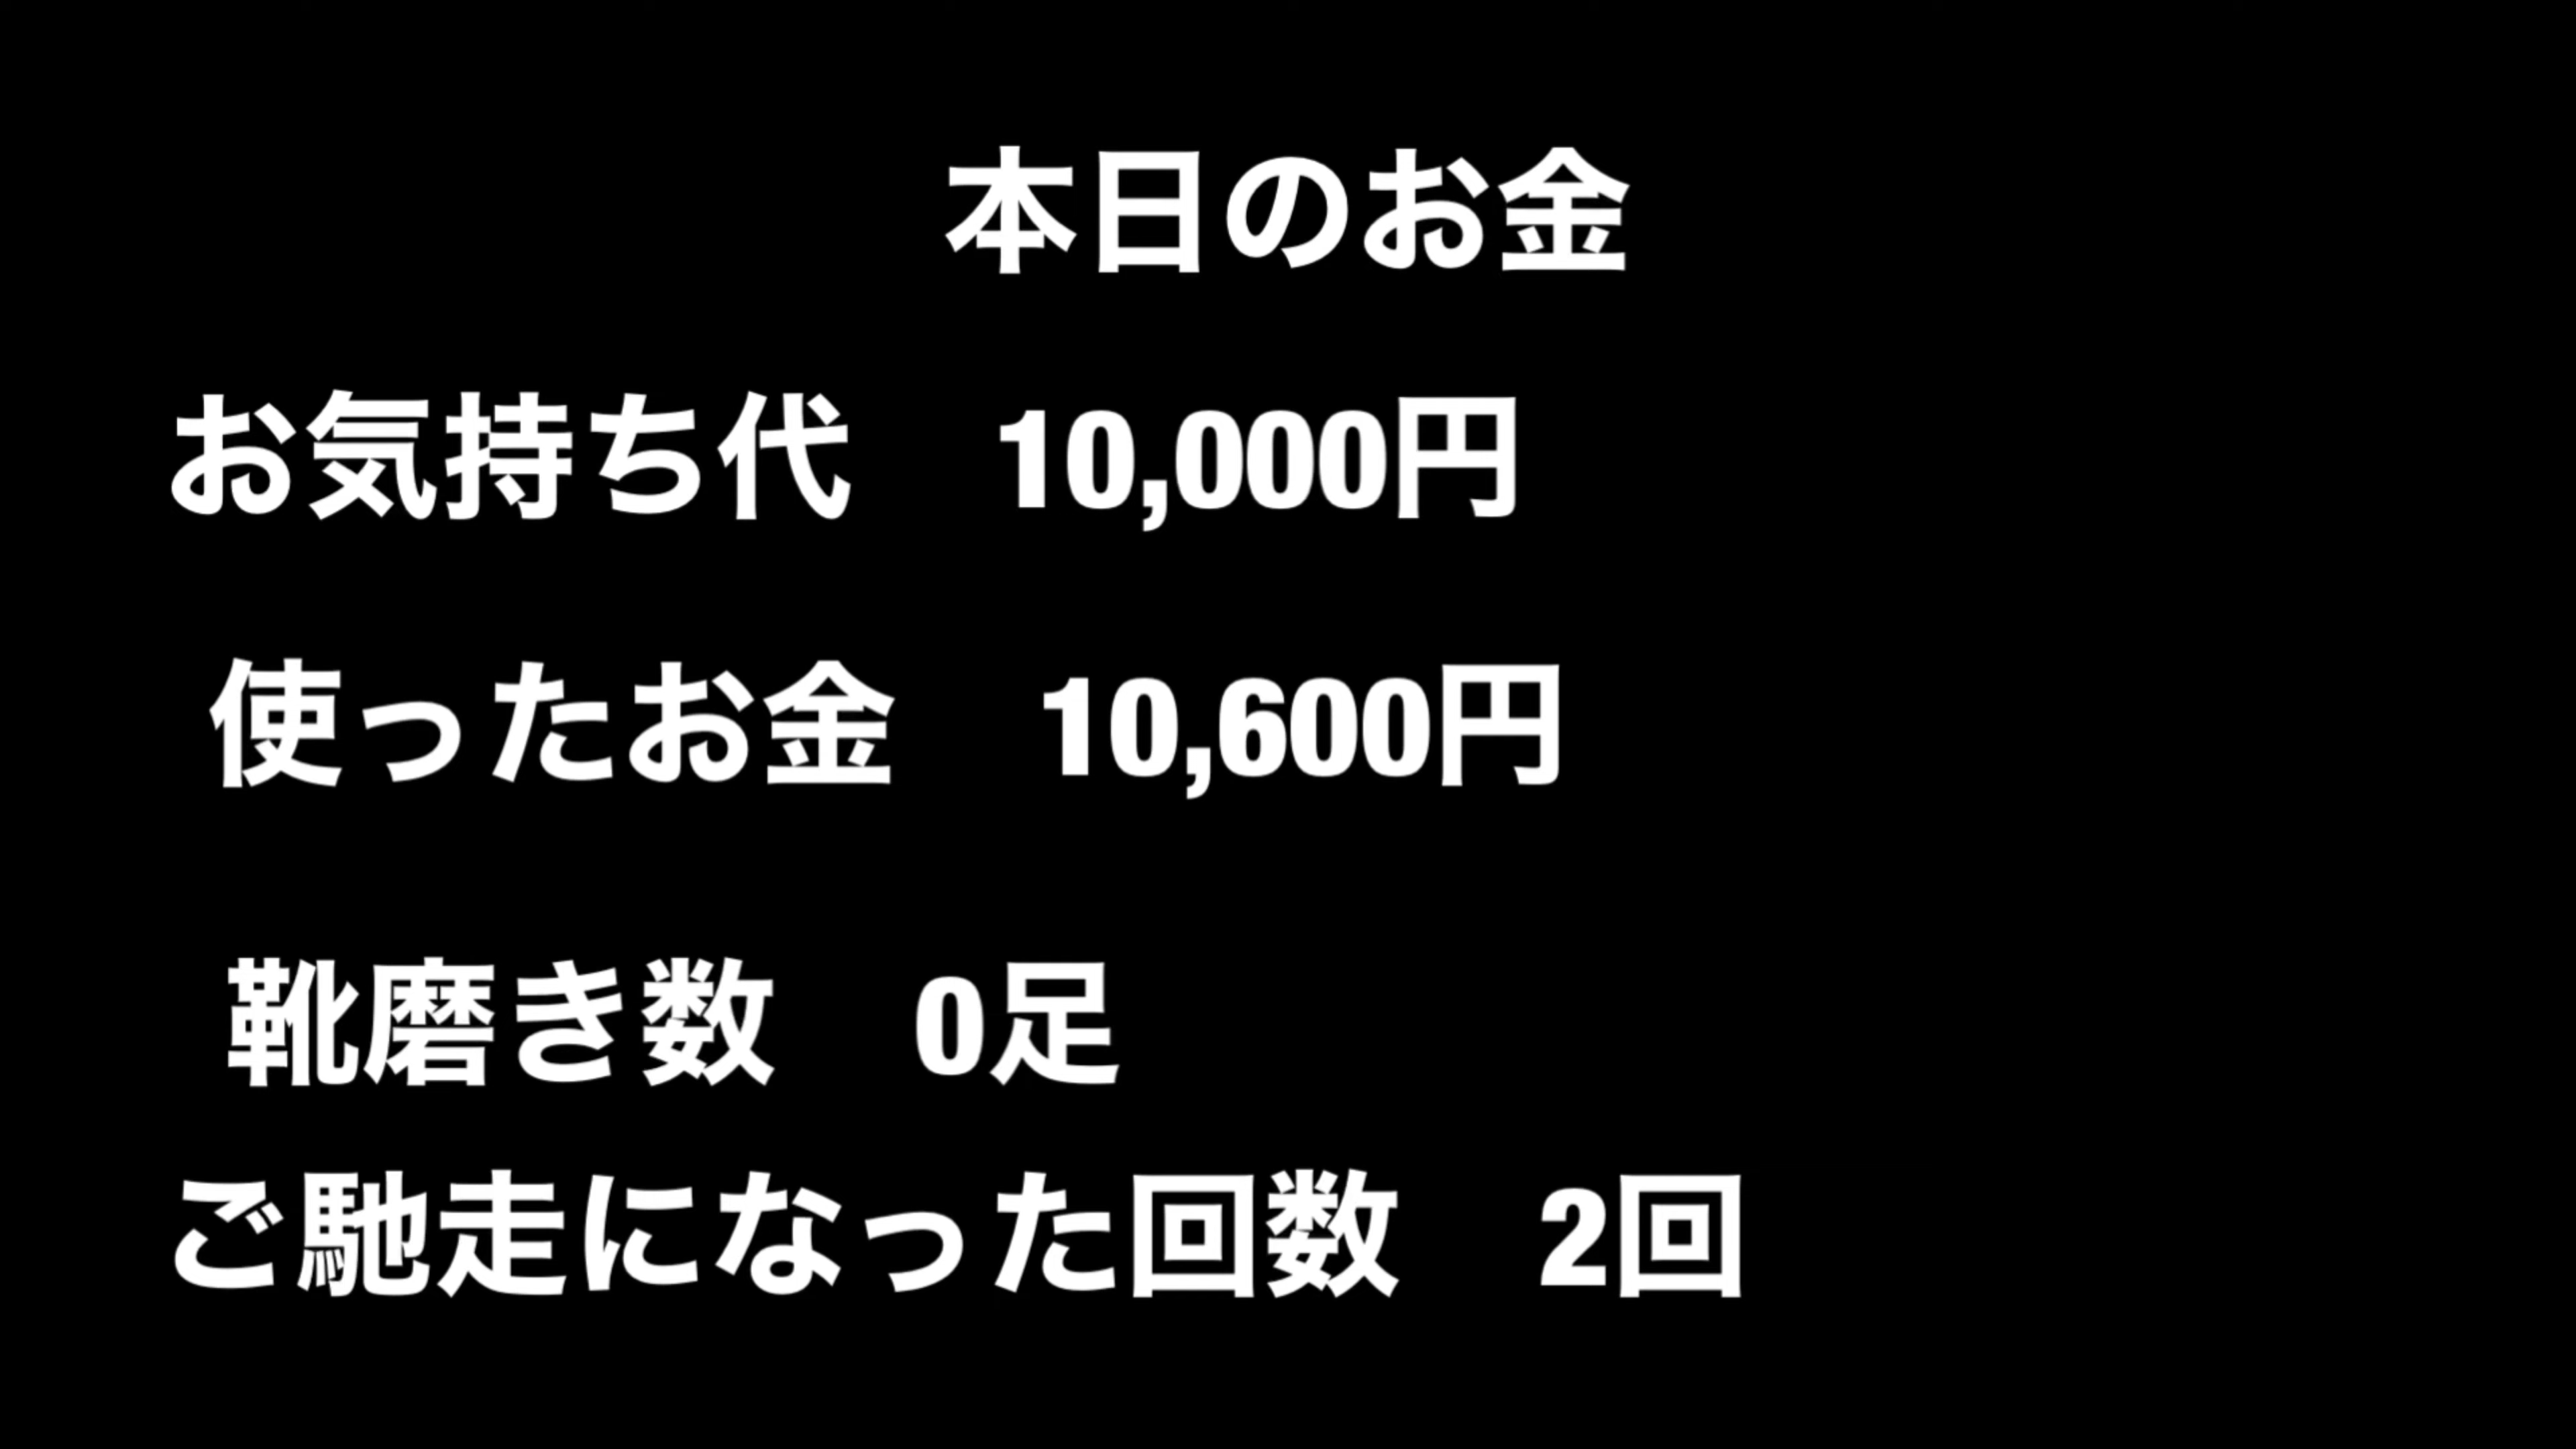 本日のお金
お気持ち代　10,000円
使ったお金　10,600円
靴磨き数　0足
ご馳走になった回数　2回